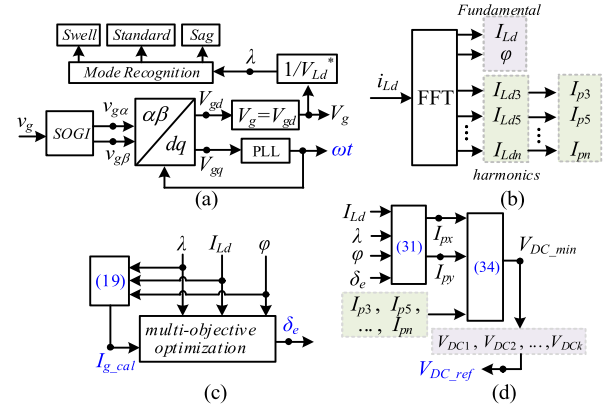 Swell Standard Sag
Mode Recognition
λ
1/V_Ld*
v_g
SOGI
v_gα
v_gβ
αβ
dq
V_gd
V_g=V_gd
V_g
V_gq
PLL
ωt
(a)
Fundamental
I_Ld
φ
i_Ld
FFT
I_Ld3 I_p3
I_Ld5 I_p5
⋮ ⋮
I_Ldn I_pn
harmonics
(b)
λ I_Ld φ
(19)
multi-objective
optimization
δ_e
I_g_cal
(c)
I_Ld
λ
φ
δ_e
(31)
I_px
I_py
(34)
V_DC_min
I_p3 , I_p5
, ..., I_pn
V_DC1 , V_DC2 , ... ,V_DCk
V_DC_ref
(d)